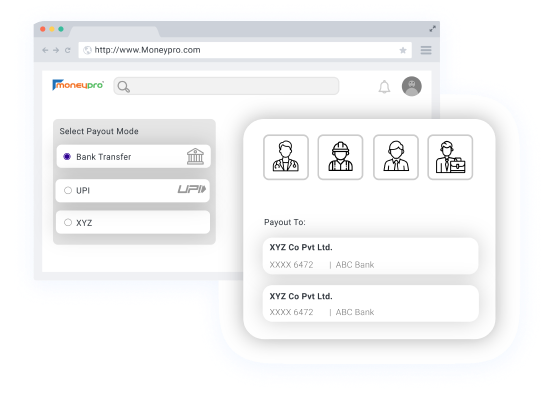 http://www.Moneypro.com
moneypro
Select Payout Mode
Bank Transfer
UPI
UPI
XYZ
Payout To:
XYZ Co Pvt Ltd.
XXXX 6472 | ABC Bank
XYZ Co Pvt Ltd.
XXXX 6472 | ABC Bank